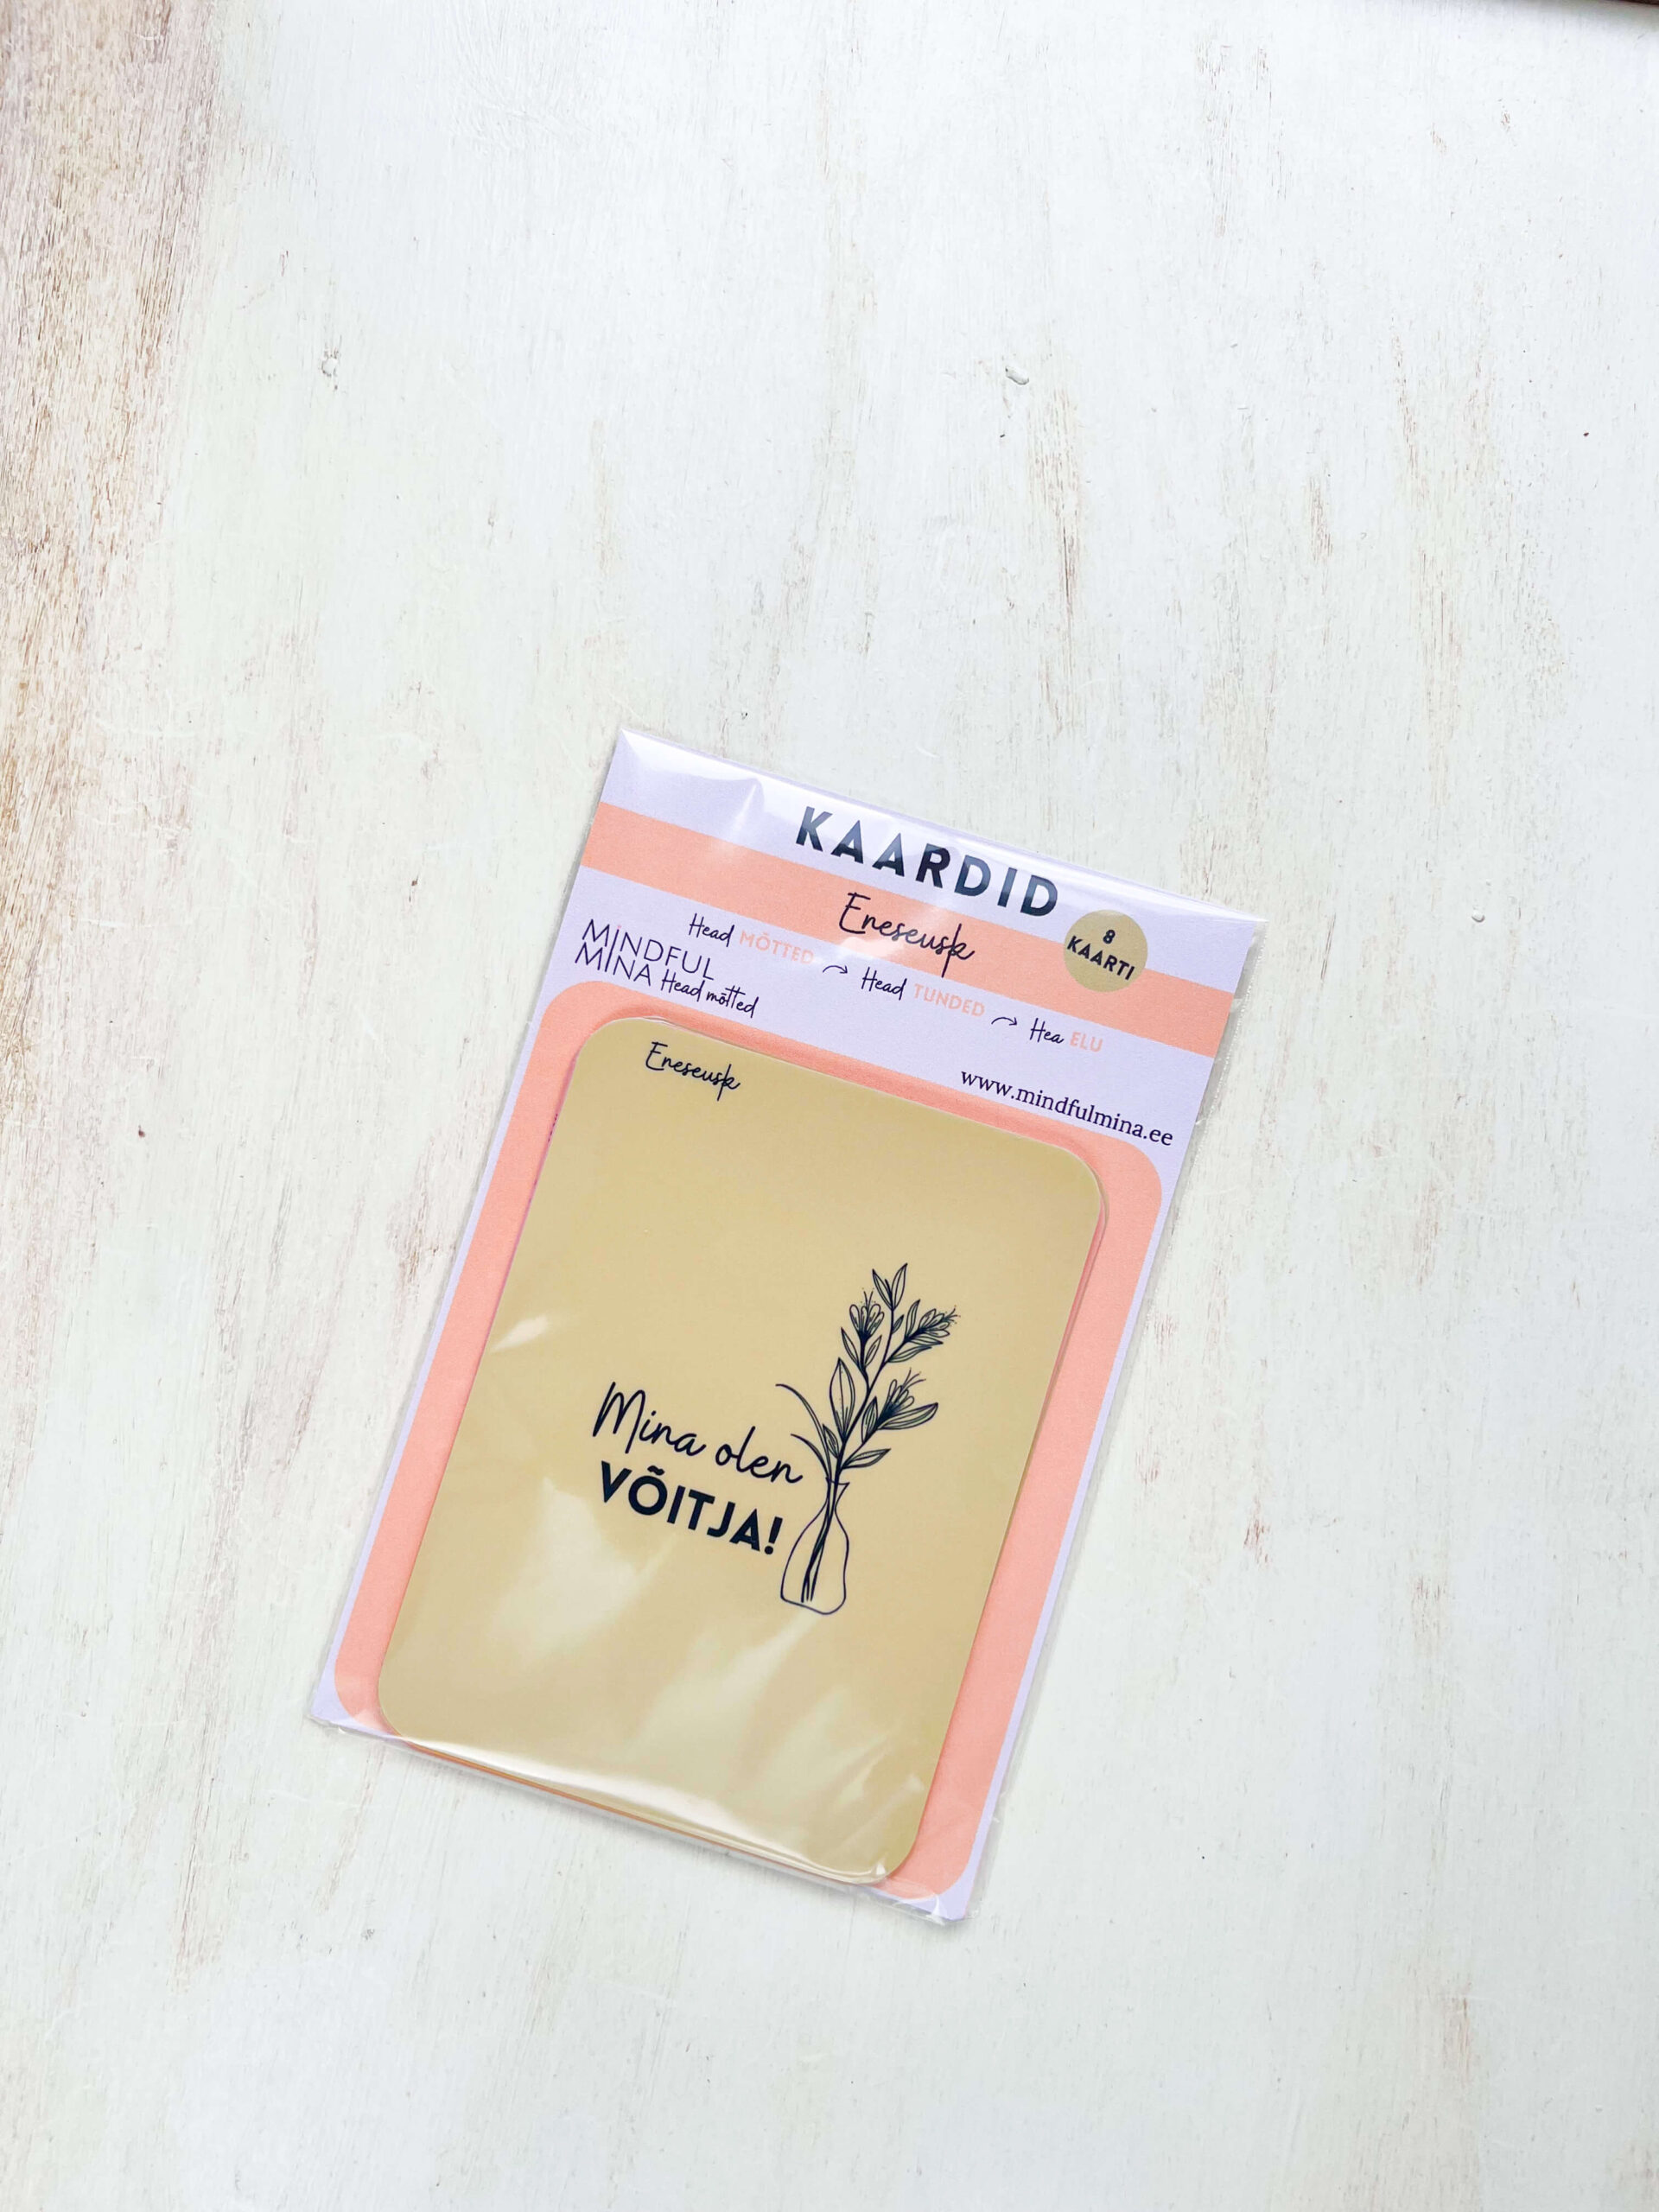 KAARDID
Eneseusk
8
KAARTI
MINDFUL
MINA Head mõtted
Head MÕTTED
Head TUNDED
Hea ELU
www.mindfulmina.ee
Eneseusk
Mina olen
VÕITJA!